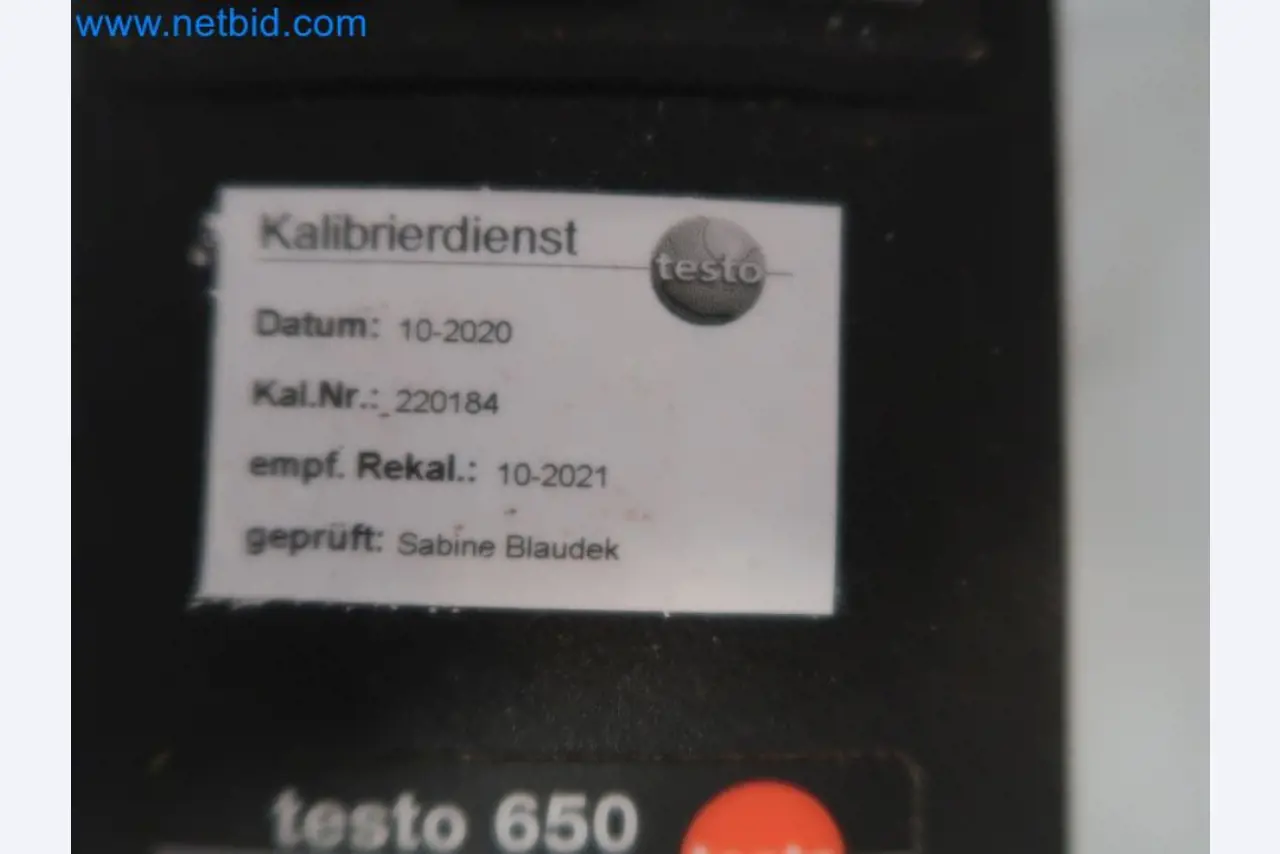 www.netbid.com
Kalibrierdienst
testo
Datum: 10-2020
Kal.Nr.: 220184
empf. Rekal.: 10-2021
geprüft: Sabine Blaudek
testo 650
testo